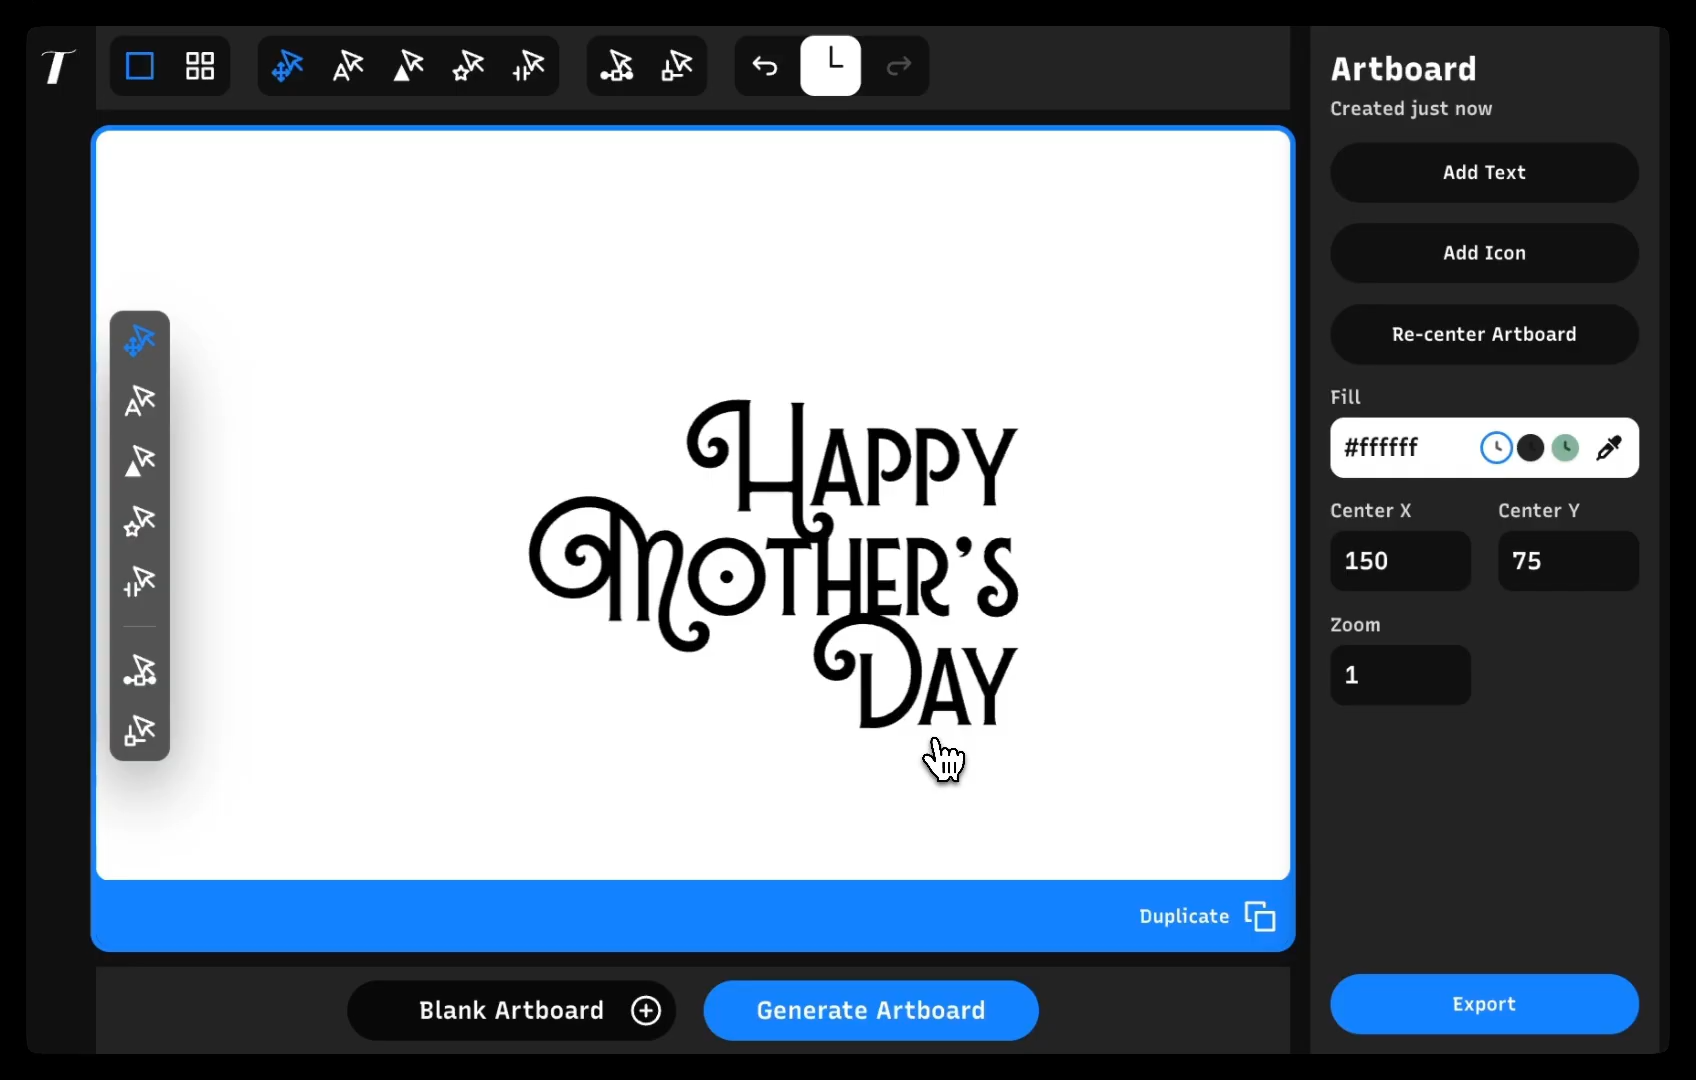 T
Artboard
Created just now
Add Text
Add Icon
Re-center Artboard
Fill
#ffffff
Center X
Center Y
150
75
Zoom
1
HAPPY
MOTHER'S
DAY
Duplicate
Blank Artboard
Generate Artboard
Export